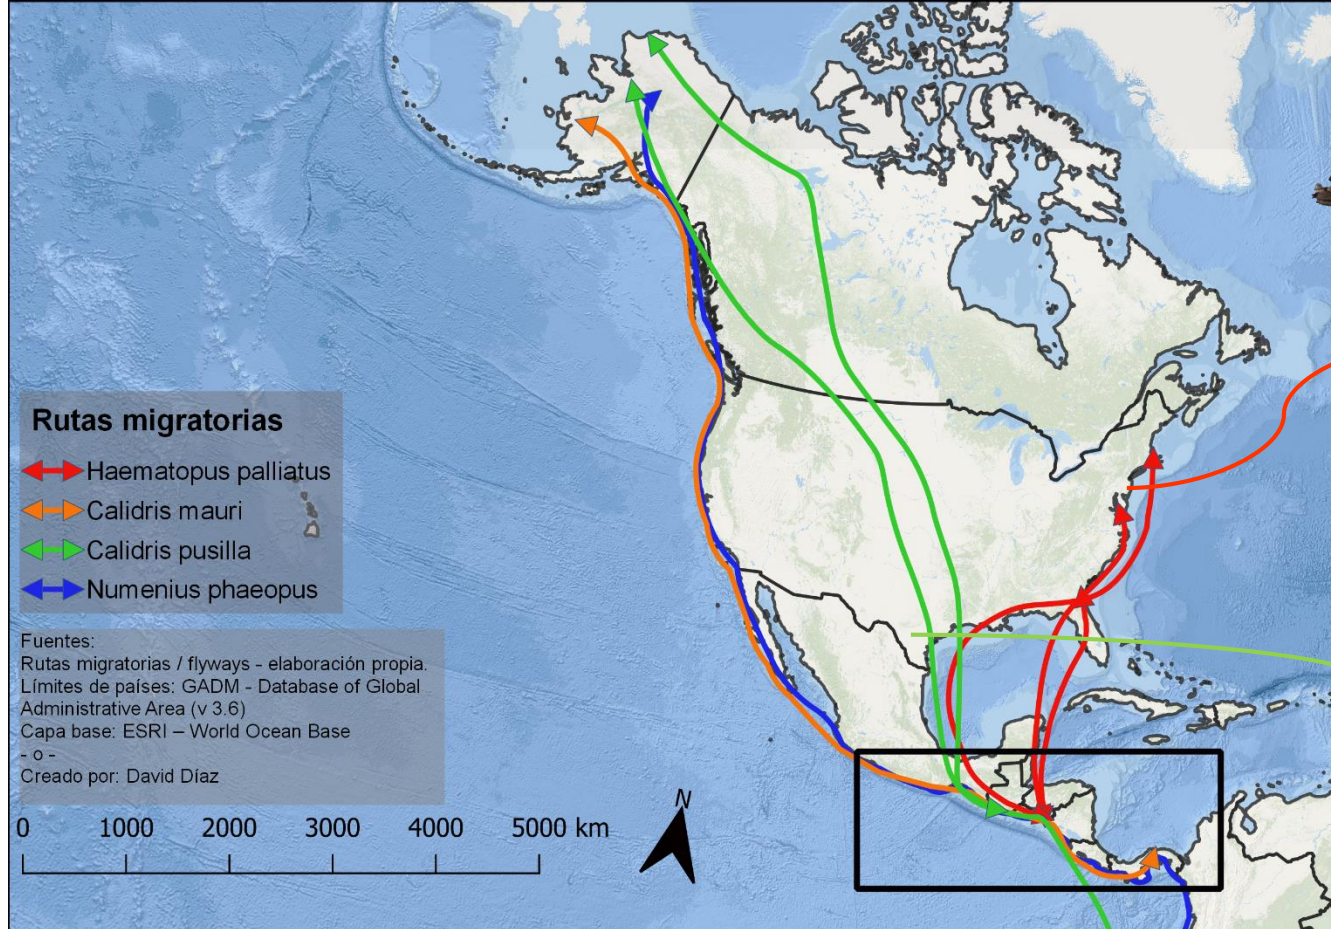 Rutas migratorias
Haematopus palliatus
Calidris mauri
Calidris pusilla
Numenius phaeopus
Fuentes:
Rutas migratorias / flyways - elaboración propia.
Límites de países: GADM - Database of Global
Administrative Area (v 3.6)
Capa base: ESRI – World Ocean Base
- o -
Creado por: David Díaz
0 1000 2000 3000 4000 5000 km
N